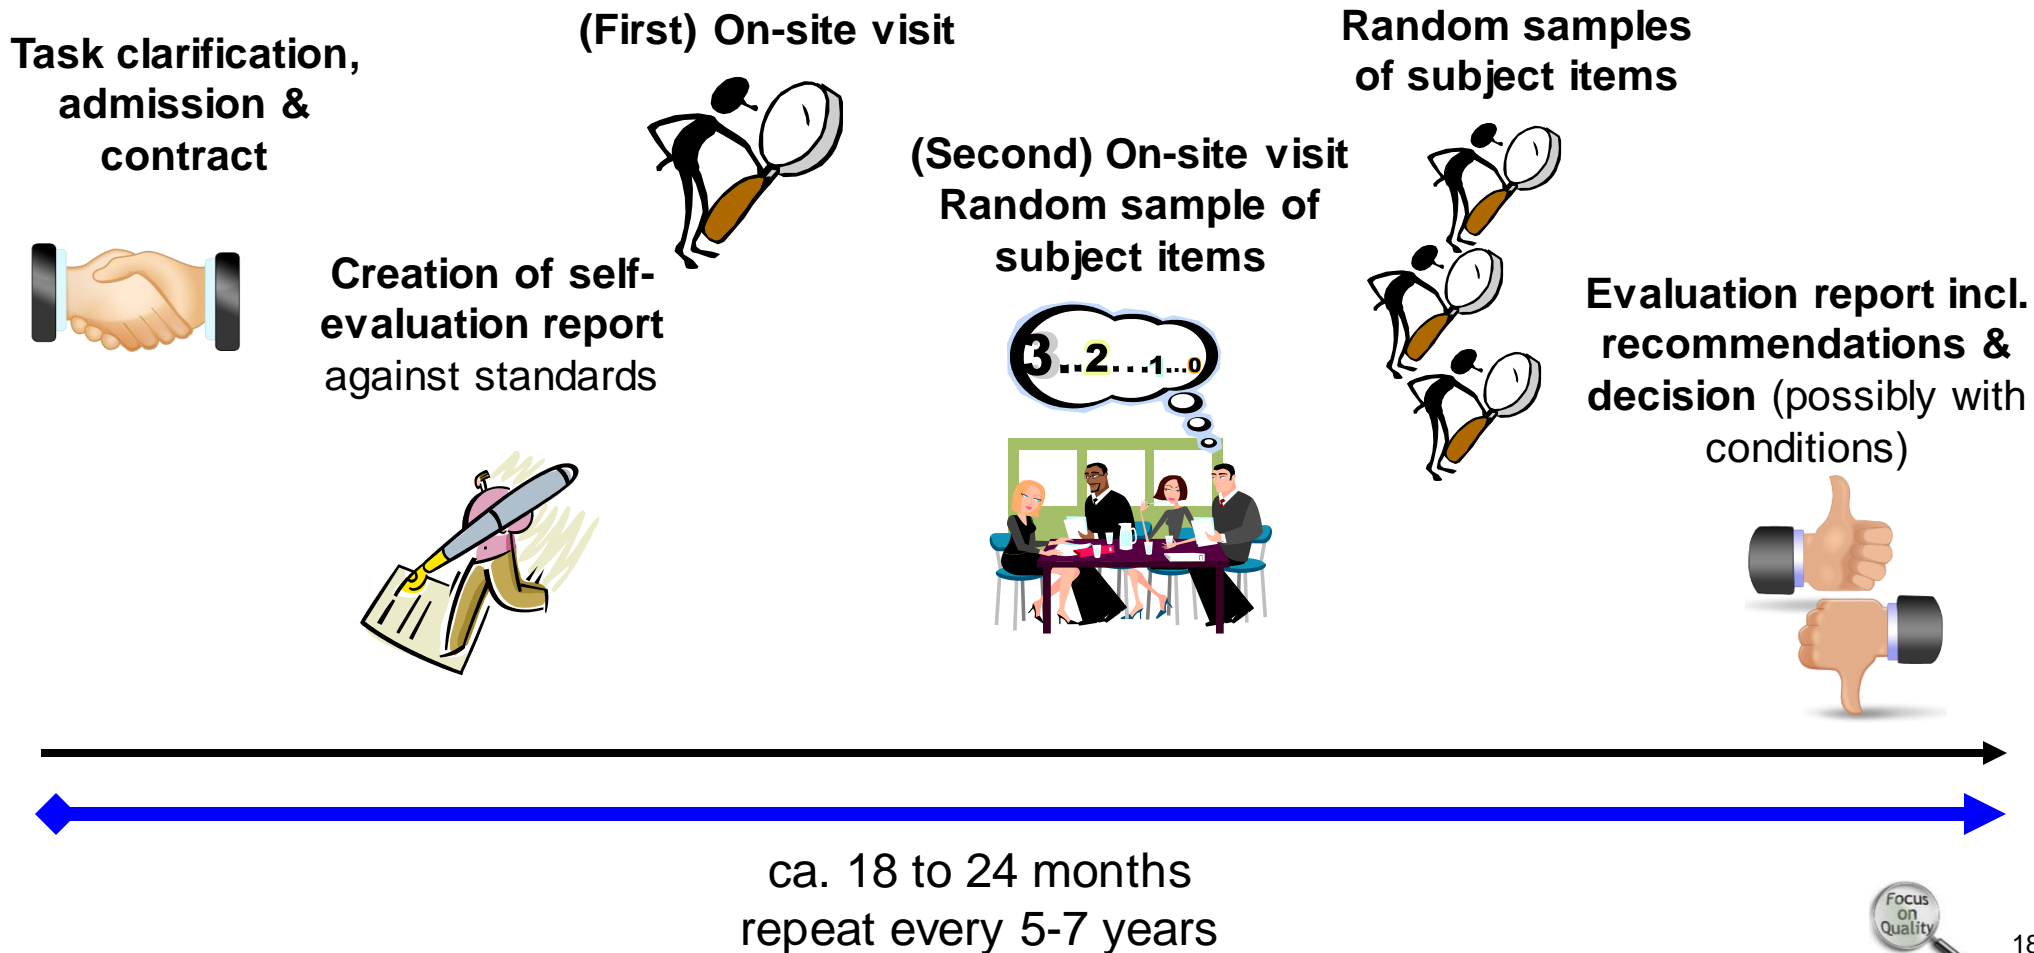 Task clarification,
admission &
contract
Creation of self-
evaluation report
against standards
(First) On-site visit
(Second) On-site visit
Random sample of
subject items
3..2...1...0
Random samples
of subject items
Evaluation report incl.
recommendations &
decision (possibly with
conditions)
ca. 18 to 24 months
repeat every 5-7 years
Focus
on
Quality
18